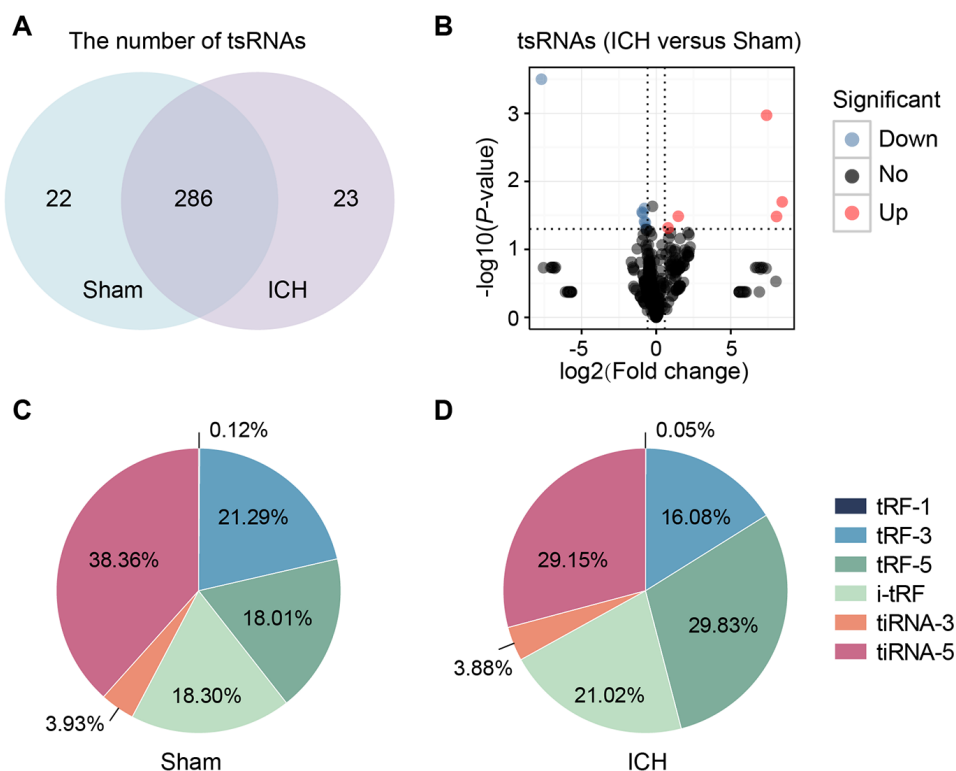 A
The number of tsRNAs
22
286
23
Sham
ICH
B
tsRNAs (ICH versus Sham)
3
2
1
0
-log10(P-value)
-5
0
5
log2(Fold change)
Significant
Down
No
Up
C
0.12%
21.29%
38.36%
18.01%
18.30%
3.93%
Sham
D
0.05%
16.08%
29.15%
29.83%
3.88%
21.02%
ICH
tRF-1
tRF-3
tRF-5
i-tRF
tiRNA-3
tiRNA-5